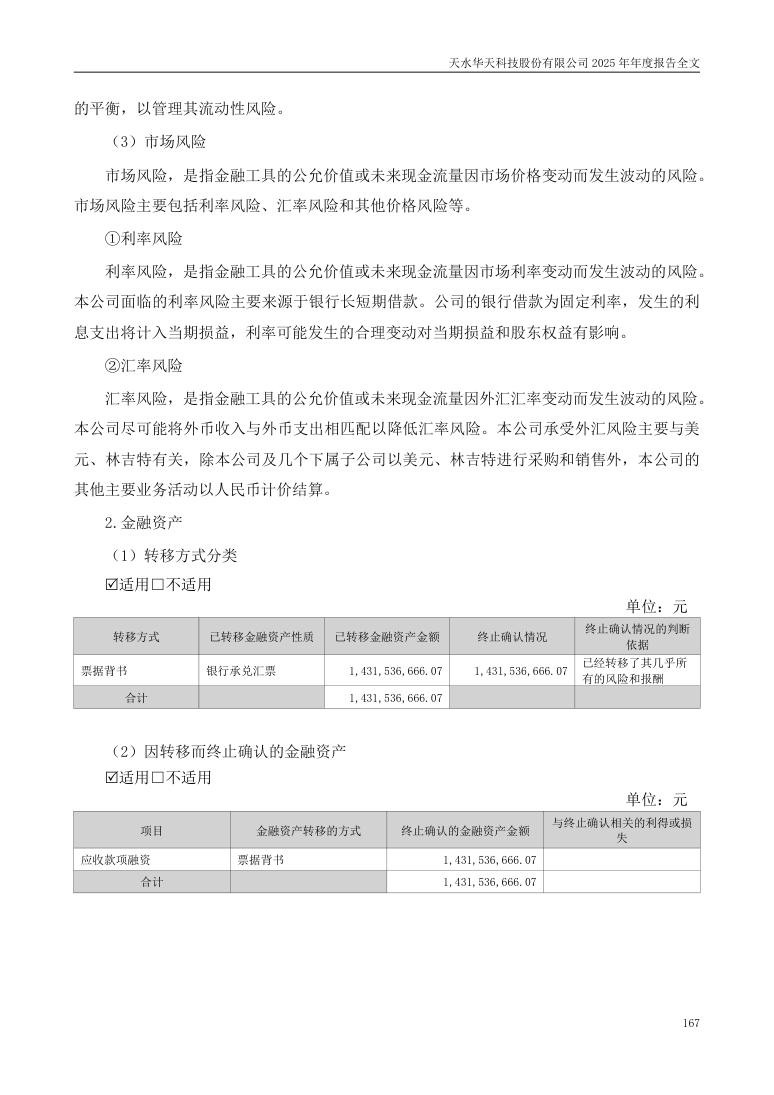 天水华天科技股份有限公司 2025 年年度报告全文
的平衡，以管理其流动性风险。
（3）市场风险
市场风险，是指金融工具的公允价值或未来现金流量因市场价格变动而发生波动的风险。
市场风险主要包括利率风险、汇率风险和其他价格风险等。
①利率风险
利率风险，是指金融工具的公允价值或未来现金流量因市场利率变动而发生波动的风险。
本公司面临的利率风险主要来源于银行长短期借款。公司的银行借款为固定利率，发生的利
息支出将计入当期损益，利率可能发生的合理变动对当期损益和股东权益有影响。
②汇率风险
汇率风险，是指金融工具的公允价值或未来现金流量因外汇汇率变动而发生波动的风险。
本公司尽可能将外币收入与外币支出相匹配以降低汇率风险。本公司承受外汇风险主要与美
元、林吉特有关，除本公司及几个下属子公司以美元、林吉特进行采购和销售外，本公司的
其他主要业务活动以人民币计价结算。
2.金融资产
（1）转移方式分类
☑适用□不适用
单位：元
转移方式 已转移金融资产性质 已转移金融资产金额 终止确认情况 终止确认情况的判断
依据
票据背书 银行承兑汇票 1,431,536,666.07 1,431,536,666.07 已经转移了其几乎所
有的风险和报酬
合计 1,431,536,666.07
（2）因转移而终止确认的金融资产
☑适用□不适用
单位：元
项目 金融资产转移的方式 终止确认的金融资产金额 与终止确认相关的利得或损
失
应收款项融资 票据背书 1,431,536,666.07
合计 1,431,536,666.07
167